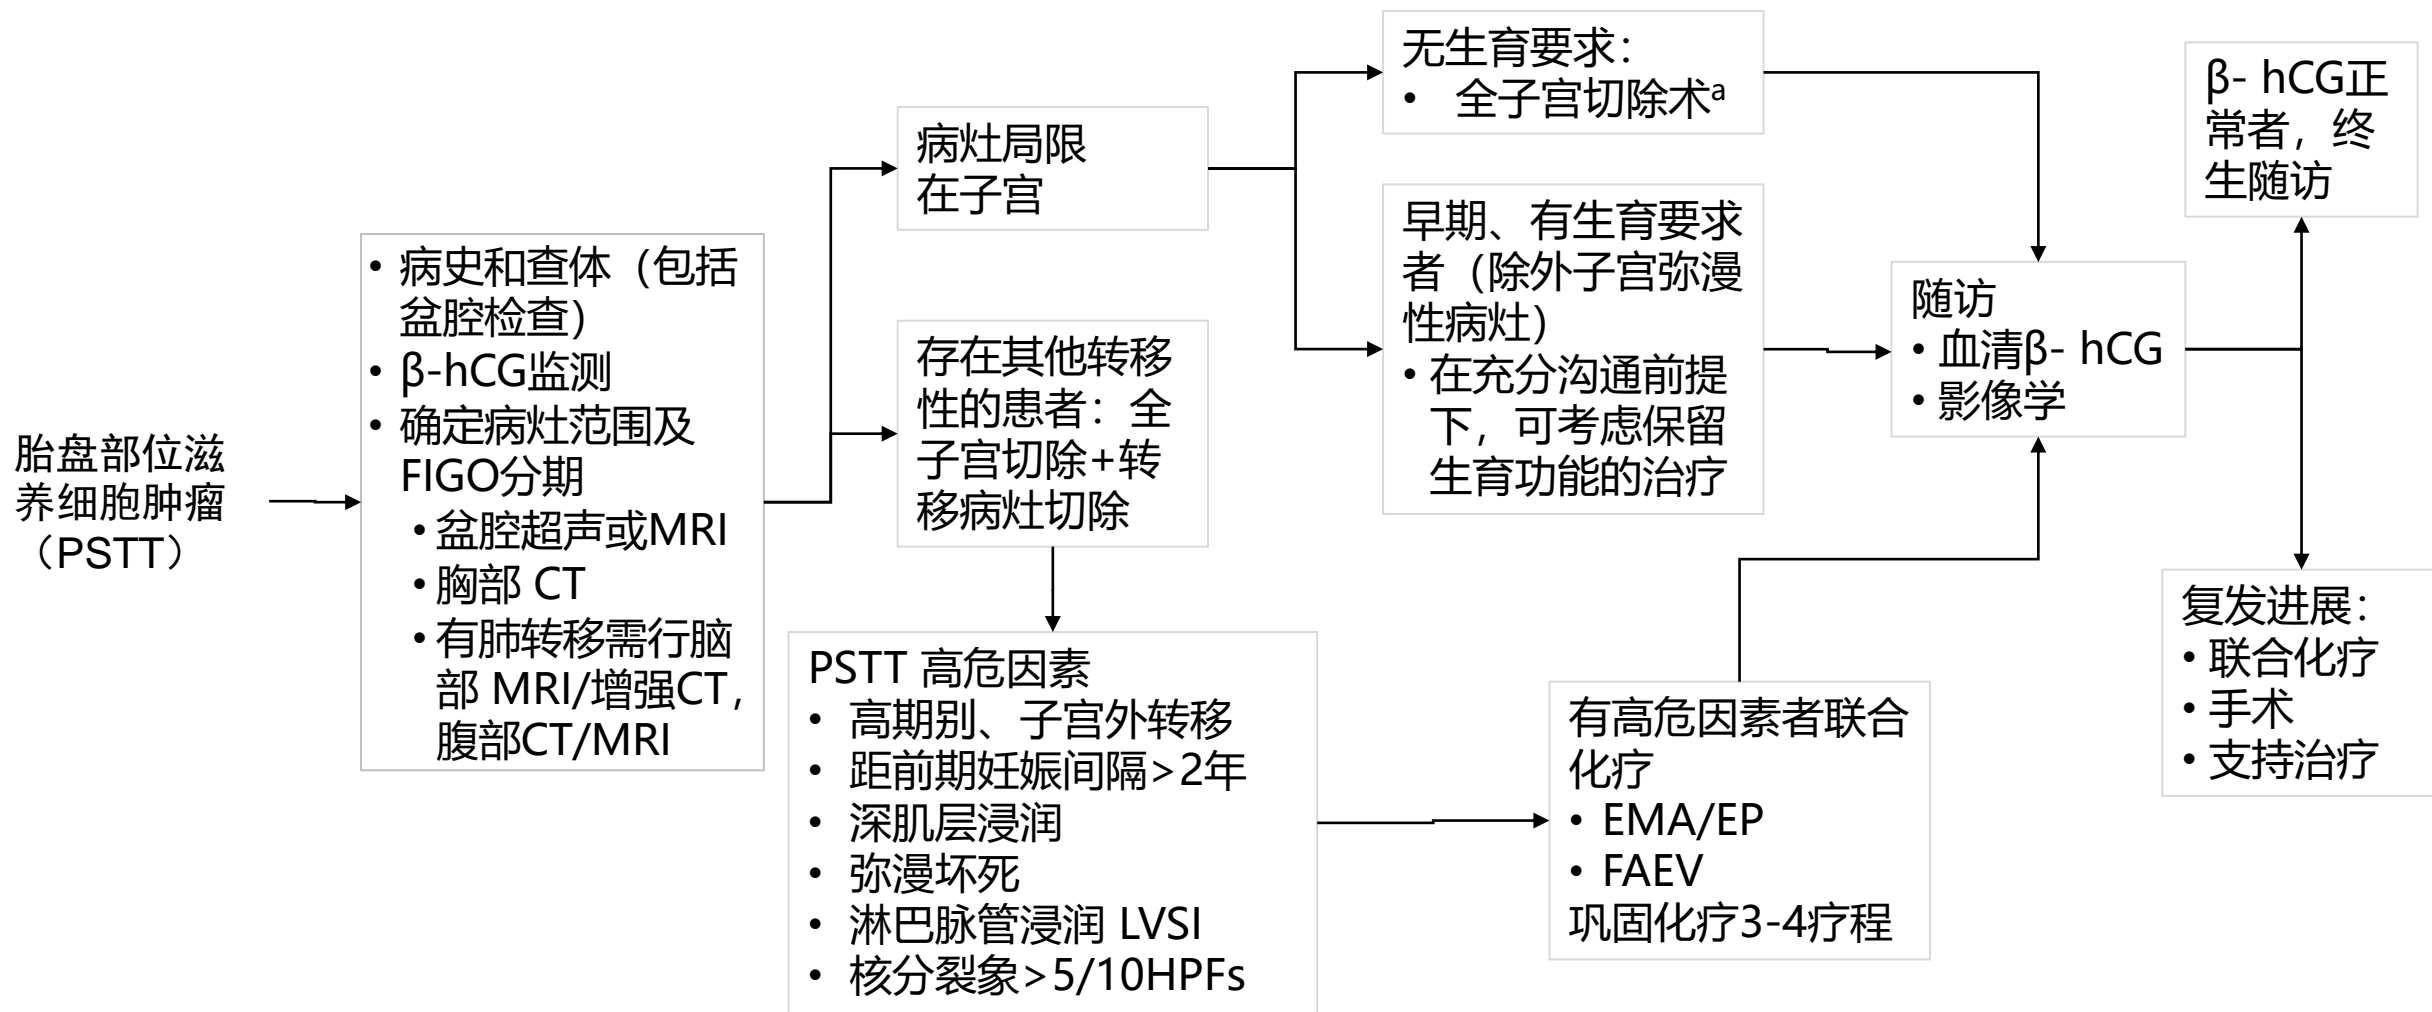 胎盘部位滋
养细胞肿瘤
（PSTT）
• 病史和查体（包括
盆腔检查）
• β-hCG监测
• 确定病灶范围及
FIGO分期
• 盆腔超声或MRI
• 胸部 CT
• 有肺转移需行脑
部 MRI/增强CT，
腹部CT/MRI
病灶局限
在子宫
存在其他转移
性的患者：全
子宫切除+转
移病灶切除
PSTT 高危因素
• 高期别、子宫外转移
• 距前期妊娠间隔>2年
• 深肌层浸润
• 弥漫坏死
• 淋巴脉管浸润 LVSI
• 核分裂象>5/10HPFs
无生育要求：
• 全子宫切除术a
早期、有生育要求
者（除外子宫弥漫
性病灶）
• 在充分沟通前提
下，可考虑保留
生育功能的治疗
有高危因素者联合
化疗
• EMA/EP
• FAEV
巩固化疗3-4疗程
随访
• 血清β- hCG
• 影像学
β- hCG正
常者，终
生随访
复发进展：
• 联合化疗
• 手术
• 支持治疗